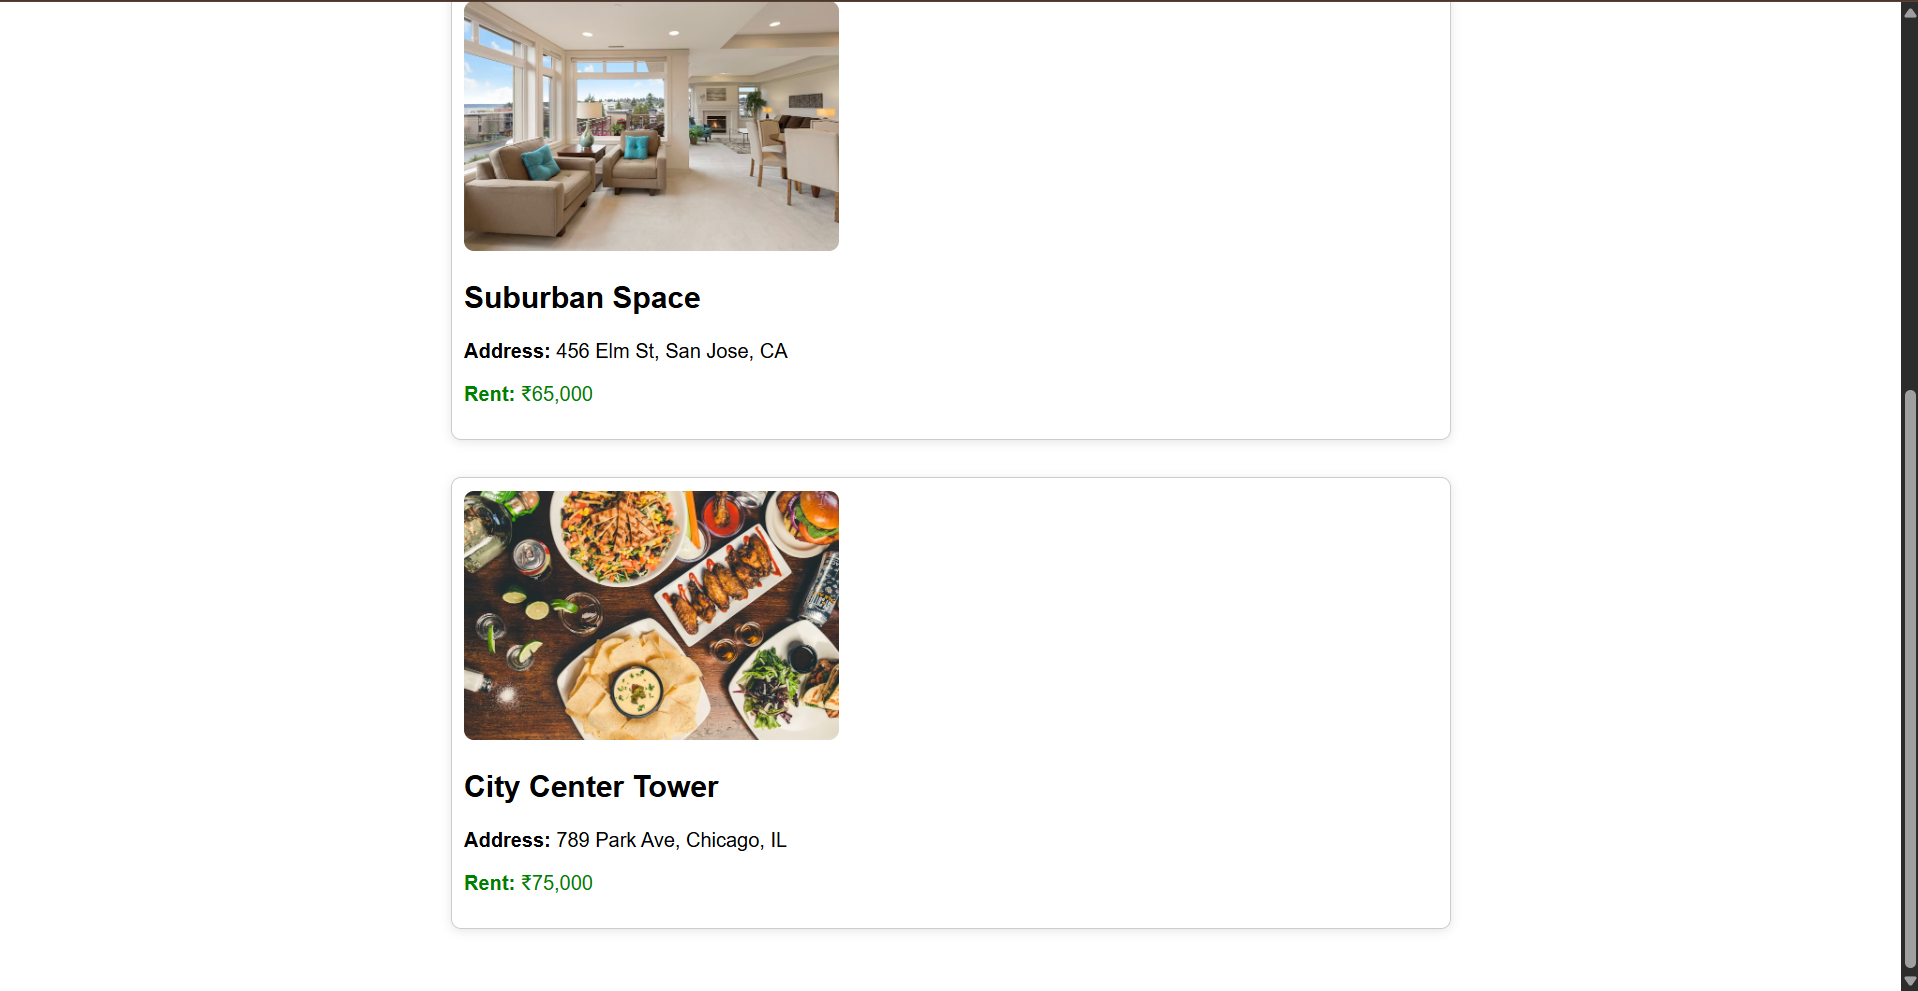 Suburban Space
Address: 456 Elm St, San Jose, CA
Rent: ₹65,000
City Center Tower
Address: 789 Park Ave, Chicago, IL
Rent: ₹75,000